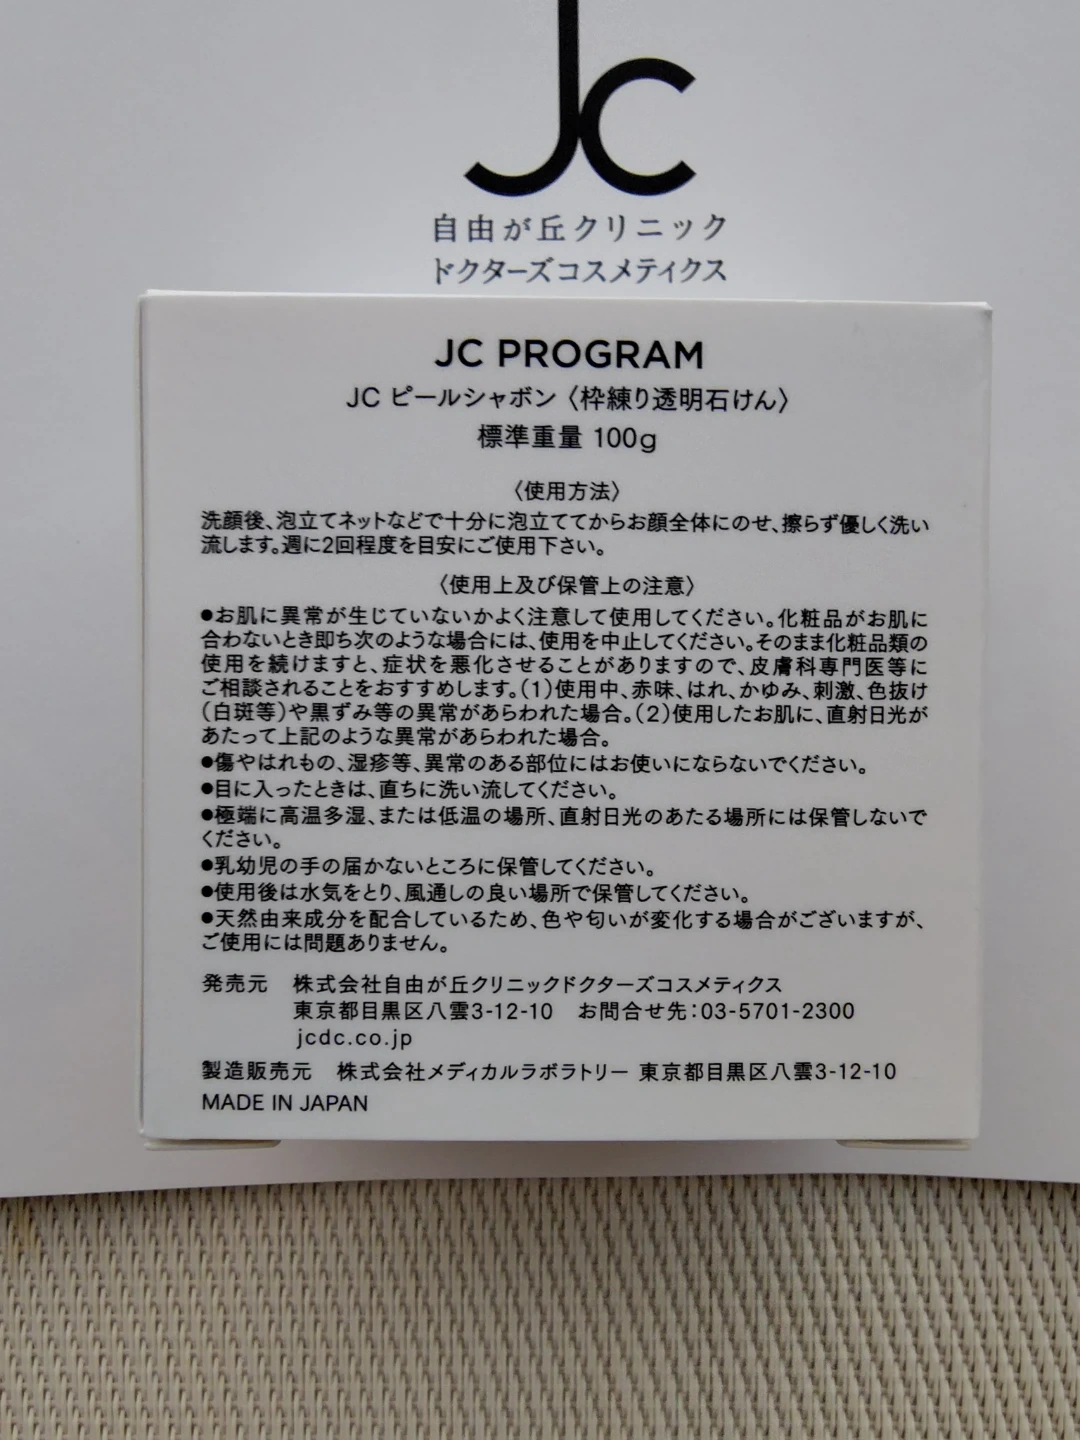 JC
自由が丘クリニック
ドクターズコスメティクス
JC PROGRAM
JC ピールシャボン〈枠練り透明石けん〉
標準重量 100g
〈使用方法〉
洗顔後、泡立てネットなどで十分に泡立ててからお顔全体にのせ、擦らず優しく洗い
流します。週に2回程度を目安にご使用下さい。
〈使用上及び保管上の注意〉
●お肌に異常が生じていないかよく注意して使用してください。化粧品がお肌に
合わないとき即ち次のような場合には、使用を中止してください。そのまま化粧品類の
使用を続けますと、症状を悪化させることがありますので、皮膚科専門医等に
ご相談されることをおすすめします。(1)使用中、赤味、はれ、かゆみ、刺激、色抜け
(白斑等)や黒ずみ等の異常があらわれた場合。(2)使用したお肌に、直射日光が
あたって上記のような異常があらわれた場合。
●傷やはれもの、湿疹等、異常のある部位にはお使いにならないでください。
●目に入ったときは、直ちに洗い流してください。
●極端に高温多湿、または低温の場所、直射日光のあたる場所には保管しないで
ください。
●乳幼児の手の届かないところに保管してください。
●使用後は水気をとり、風通しの良い場所で保管してください。
●天然由来成分を配合しているため、色や匂いが変化する場合がございますが、
ご使用には問題ありません。
発売元 株式会社自由が丘クリニックドクターズコスメティクス
東京都目黒区八雲3-12-10 お問合せ先：03-5701-2300
jcdc.co.jp
製造販売元 株式会社メディカルラボラトリー 東京都目黒区八雲3-12-10
MADE IN JAPAN